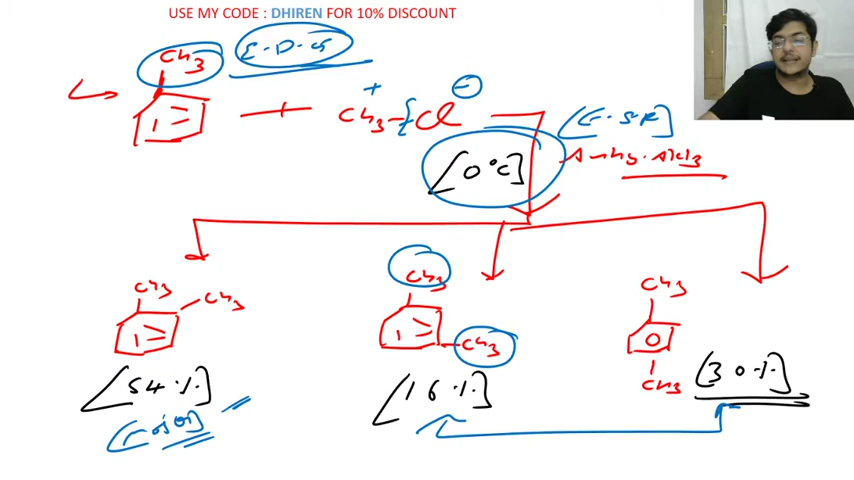 USE MY CODE : DHIREN FOR 10% DISCOUNT
CH3
E.D.G
+
CH3-Cl
+
-
[E.S.R]
[0°C]
Anhy. AlCl3
CH3
CH3
CH3
CH3
CH3
CH3
[54 %]
[16 %]
[30 %]